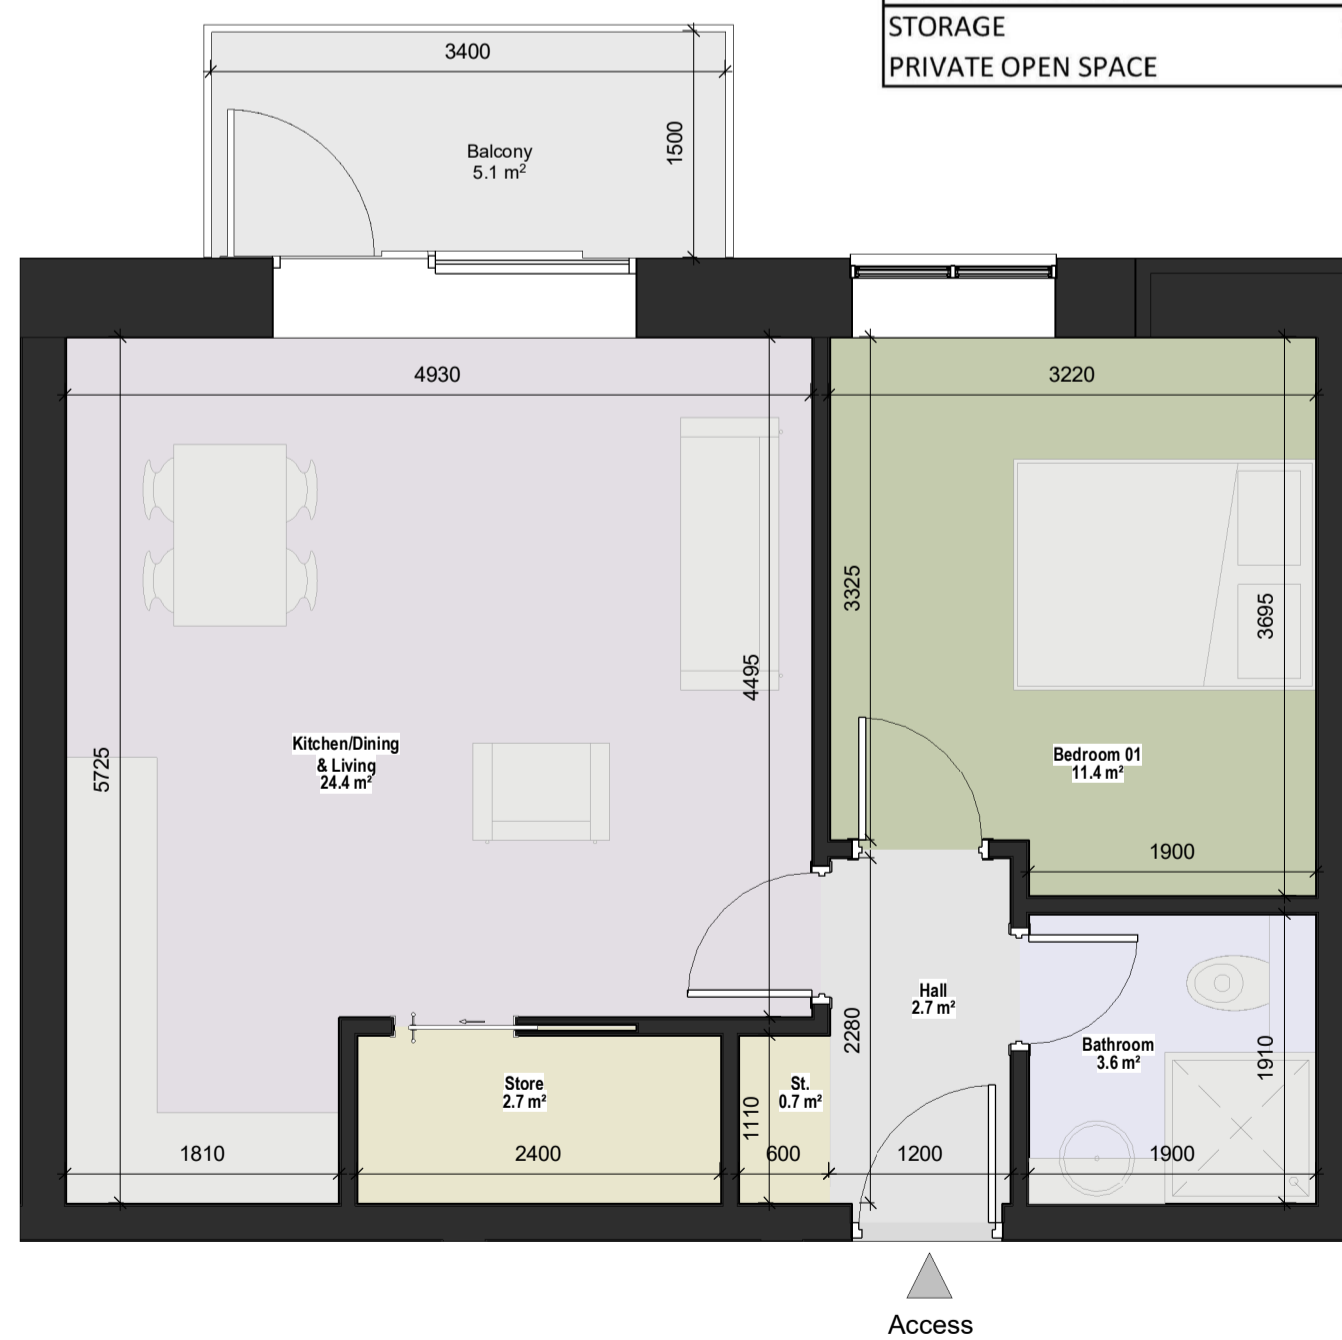 STORAGE
PRIVATE OPEN SPACE
3400
1500
Balcony
5.1 m²
4930
3220
3325
3695
4495
5725
Kitchen/Dining
& Living
24.4 m²
Bedroom 01
11.4 m²
1900
Hall
2.7 m²
2280
Bathroom
3.6 m²
1910
Store
2.7 m²
St.
0.7 m²
1110
1810
2400
600
1200
1900
Access